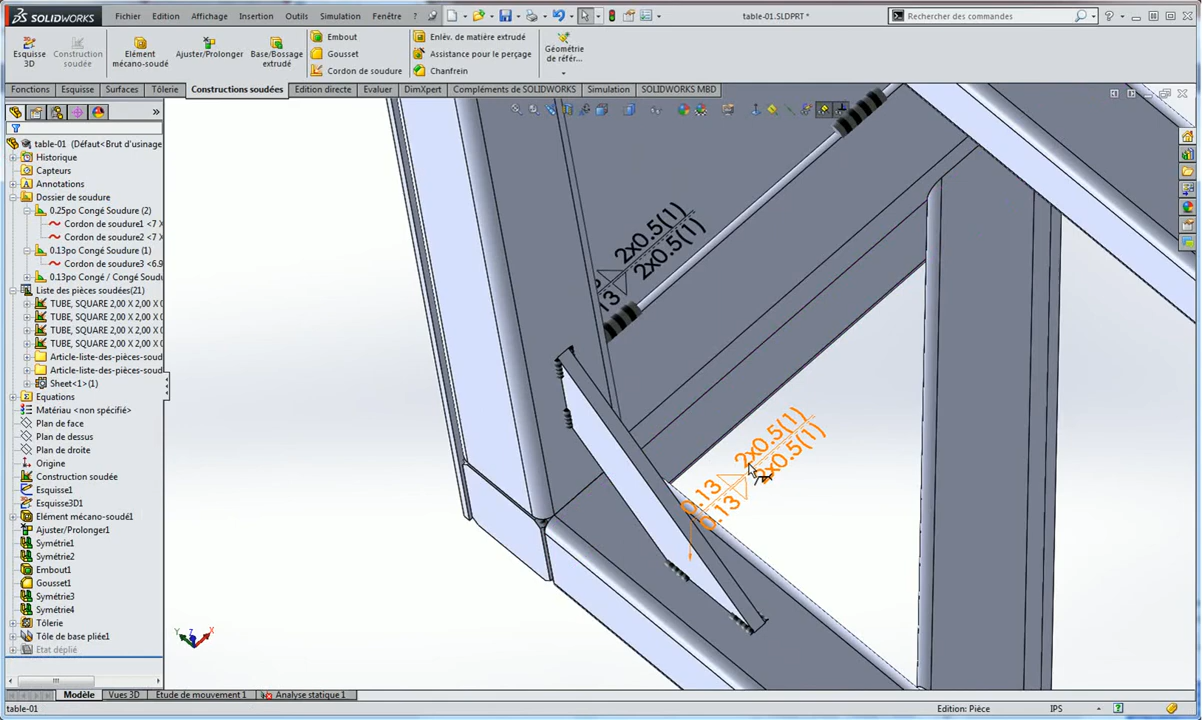 SOLIDWORKS
Fichier Edition Affichage Insertion Outils Simulation Fenêtre
table-01.SLDPRT *
Rechercher des commandes
Esquisse 3D
Construction soudée
Elément mécano-soudé
Ajuster/Prolonger
Base/Bossage extrudé
Embout
Gousset
Cordon de soudure
Enlèv. de matière extrudé
Assistance pour le perçage
Chanfrein
Géométrie de référ...
Fonctions Esquisse Surfaces Tôlerie Constructions soudées Edition directe Évaluer DimXpert Compléments de SOLIDWORKS Simulation SOLIDWORKS MBD
table-01 (Défaut<Brut d'usinage
Historique
Capteurs
Annotations
Dossier de soudure
0.25po Congé Soudure (2)
Cordon de soudure1 <7
Cordon de soudure2 <7
0.13po Congé Soudure (1)
Cordon de soudure3 <6.9
0.13po Congé / Congé Soud
Liste des pièces soudées(21)
TUBE, SQUARE 2,00 X 2,00 X
TUBE, SQUARE 2,00 X 2,00 X
TUBE, SQUARE 2,00 X 2,00 X
TUBE, SQUARE 2,00 X 2,00 X
Article-liste-des-pièces-soud
Article-liste-des-pièces-soud
Sheet<1>(1)
Equations
Matériau <non spécifié>
Plan de face
Plan de dessus
Plan de droite
Origine
Construction soudée
Esquisse1
Esquisse3D1
Elément mécano-soudé1
Ajuster/Prolonger1
Symétrie1
Symétrie2
Embout1
Gousset1
Symétrie3
Symétrie4
Tôlerie
Tôle de base pliée1
Etat déplié
2x0.5(1)
2x0.5(1)
13
2x0.5(1)
2x0.5(1)
0.13
0.13
Y Z X
Modèle Vues 3D Etude de mouvement 1 Analyse statique 1
table-01
Edition: Pièce
IPS